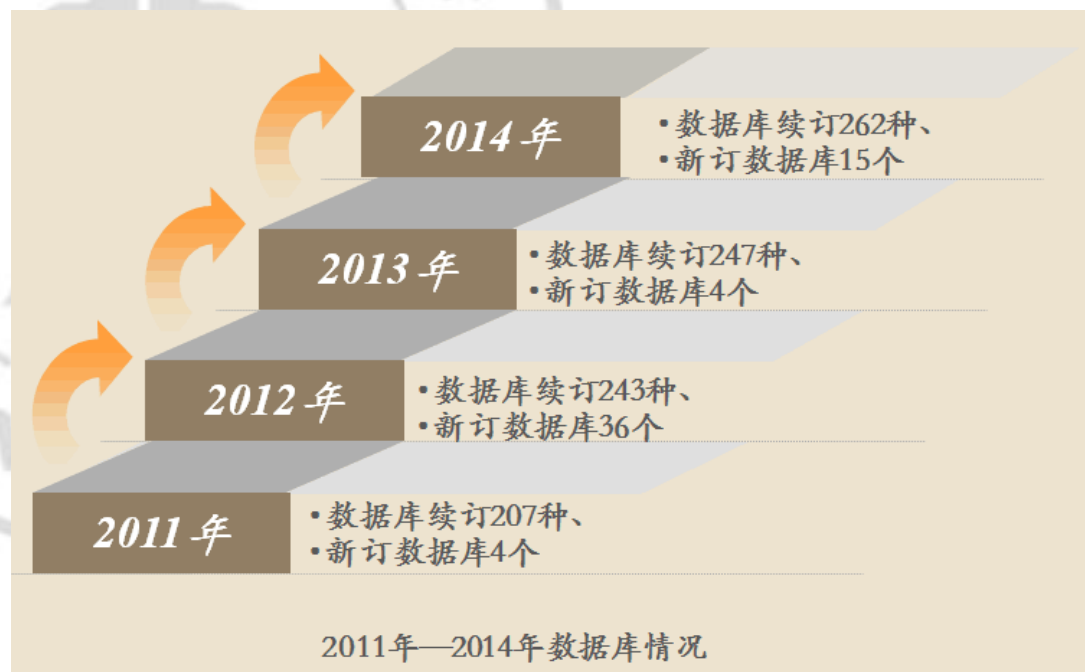 2014年
•数据库续订262种、
•新订数据库15个
2013年
•数据库续订247种、
•新订数据库4个
2012年
•数据库续订243种、
•新订数据库36个
2011年
•数据库续订207种、
•新订数据库4个
2011年—2014年数据库情况